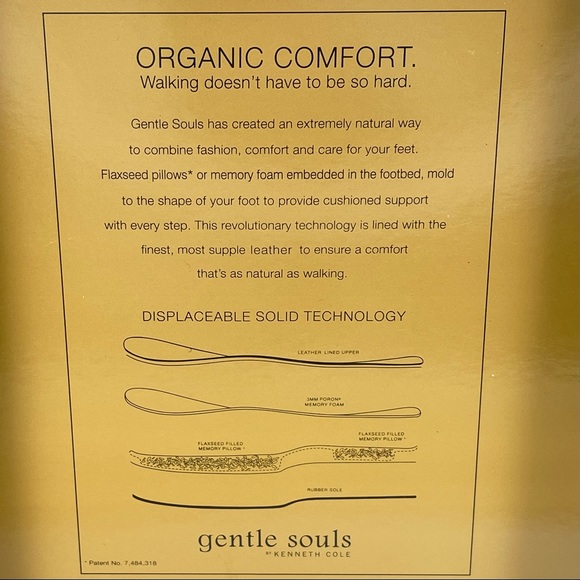 ORGANIC COMFORT.
Walking doesn't have to be so hard.
Gentle Souls has created an extremely natural way
to combine fashion, comfort and care for your feet.
Flaxseed pillows* or memory foam embedded in the footbed, mold
to the shape of your foot to provide cushioned support
with every step. This revolutionary technology is lined with the
finest, most supple leather to ensure a comfort
that's as natural as walking.
DISPLACEABLE SOLID TECHNOLOGY
LEATHER LINED UPPER
2MM PORON®
MEMORY FOAM
FLAXSEED FILLED
MEMORY PILLOW *
FLAXSEED FILLED
MEMORY PILLOW *
RUBBER SOLE
gentle souls
BY KENNETH COLE
* Patent No. 7,484,318